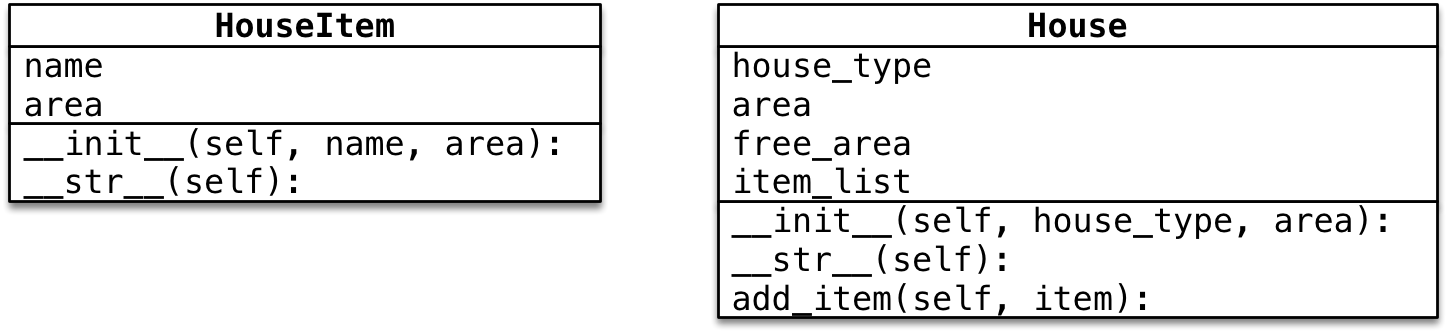 HouseItem
name
area
__init__(self, name, area):
__str__(self):
House
house_type
area
free_area
item_list
__init__(self, house_type, area):
__str__(self):
add_item(self, item):